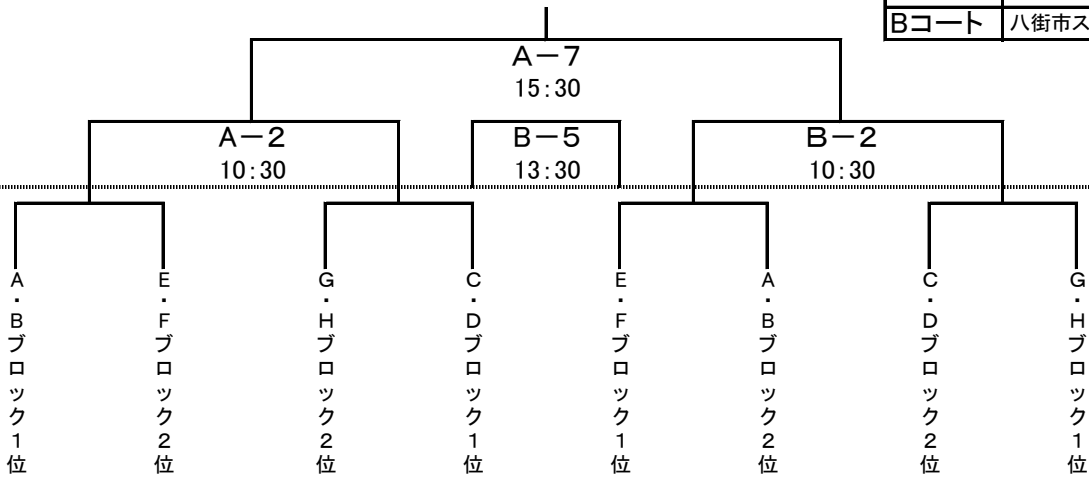 Bコート 八街市ス
A－7
15:30
A－2 B－5 B－2
10:30 13:30 10:30
A・Bブロック1位
E・Fブロック2位
G・Hブロック2位
C・Dブロック1位
E・Fブロック1位
A・Bブロック2位
C・Dブロック2位
G・Hブロック1位